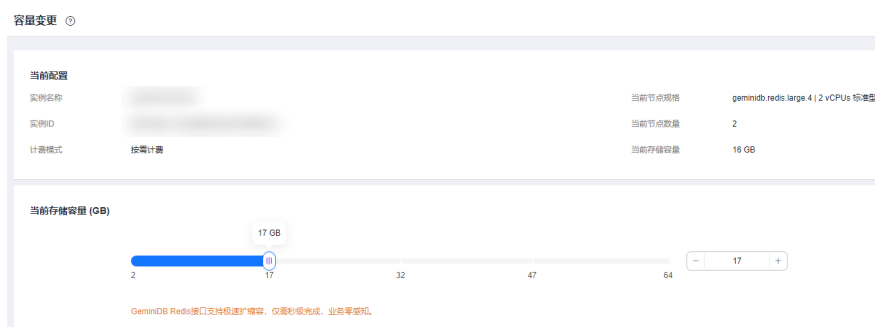 容量变更 ?
当前配置
实例名称
当前节点规格 geminidb.redis.large.4 | 2 vCPUs 标准型
实例ID
当前节点数量 2
计费模式 按需计费
当前存储容量 16 GB
当前存储容量 (GB)
17 GB
2 17 32 47 64
− 17 +
GeminiDB Redis接口支持极速扩缩容，仅需秒级完成，业务零感知。